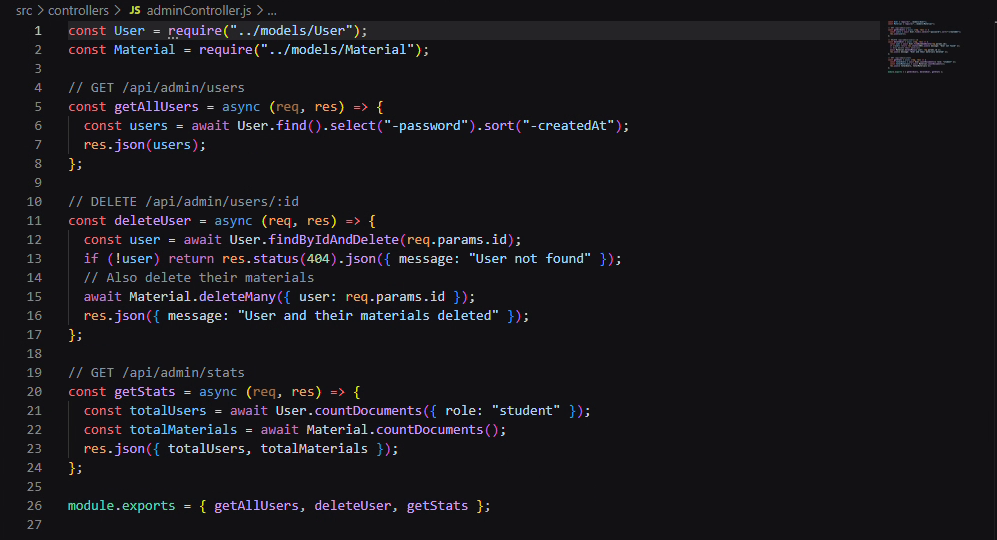 src > controllers > JS adminController.js > ...
1 const User = require("../models/User");
2 const Material = require("../models/Material");
3
4 // GET /api/admin/users
5 const getAllUsers = async (req, res) => {
6   const users = await User.find().select("-password").sort("-createdAt");
7   res.json(users);
8 };
9
10 // DELETE /api/admin/users/:id
11 const deleteUser = async (req, res) => {
12   const user = await User.findByIdAndDelete(req.params.id);
13   if (!user) return res.status(404).json({ message: "User not found" });
14   // Also delete their materials
15   await Material.deleteMany({ user: req.params.id });
16   res.json({ message: "User and their materials deleted" });
17 };
18
19 // GET /api/admin/stats
20 const getStats = async (req, res) => {
21   const totalUsers = await User.countDocuments({ role: "student" });
22   const totalMaterials = await Material.countDocuments();
23   res.json({ totalUsers, totalMaterials });
24 };
25
26 module.exports = { getAllUsers, deleteUser, getStats };
27